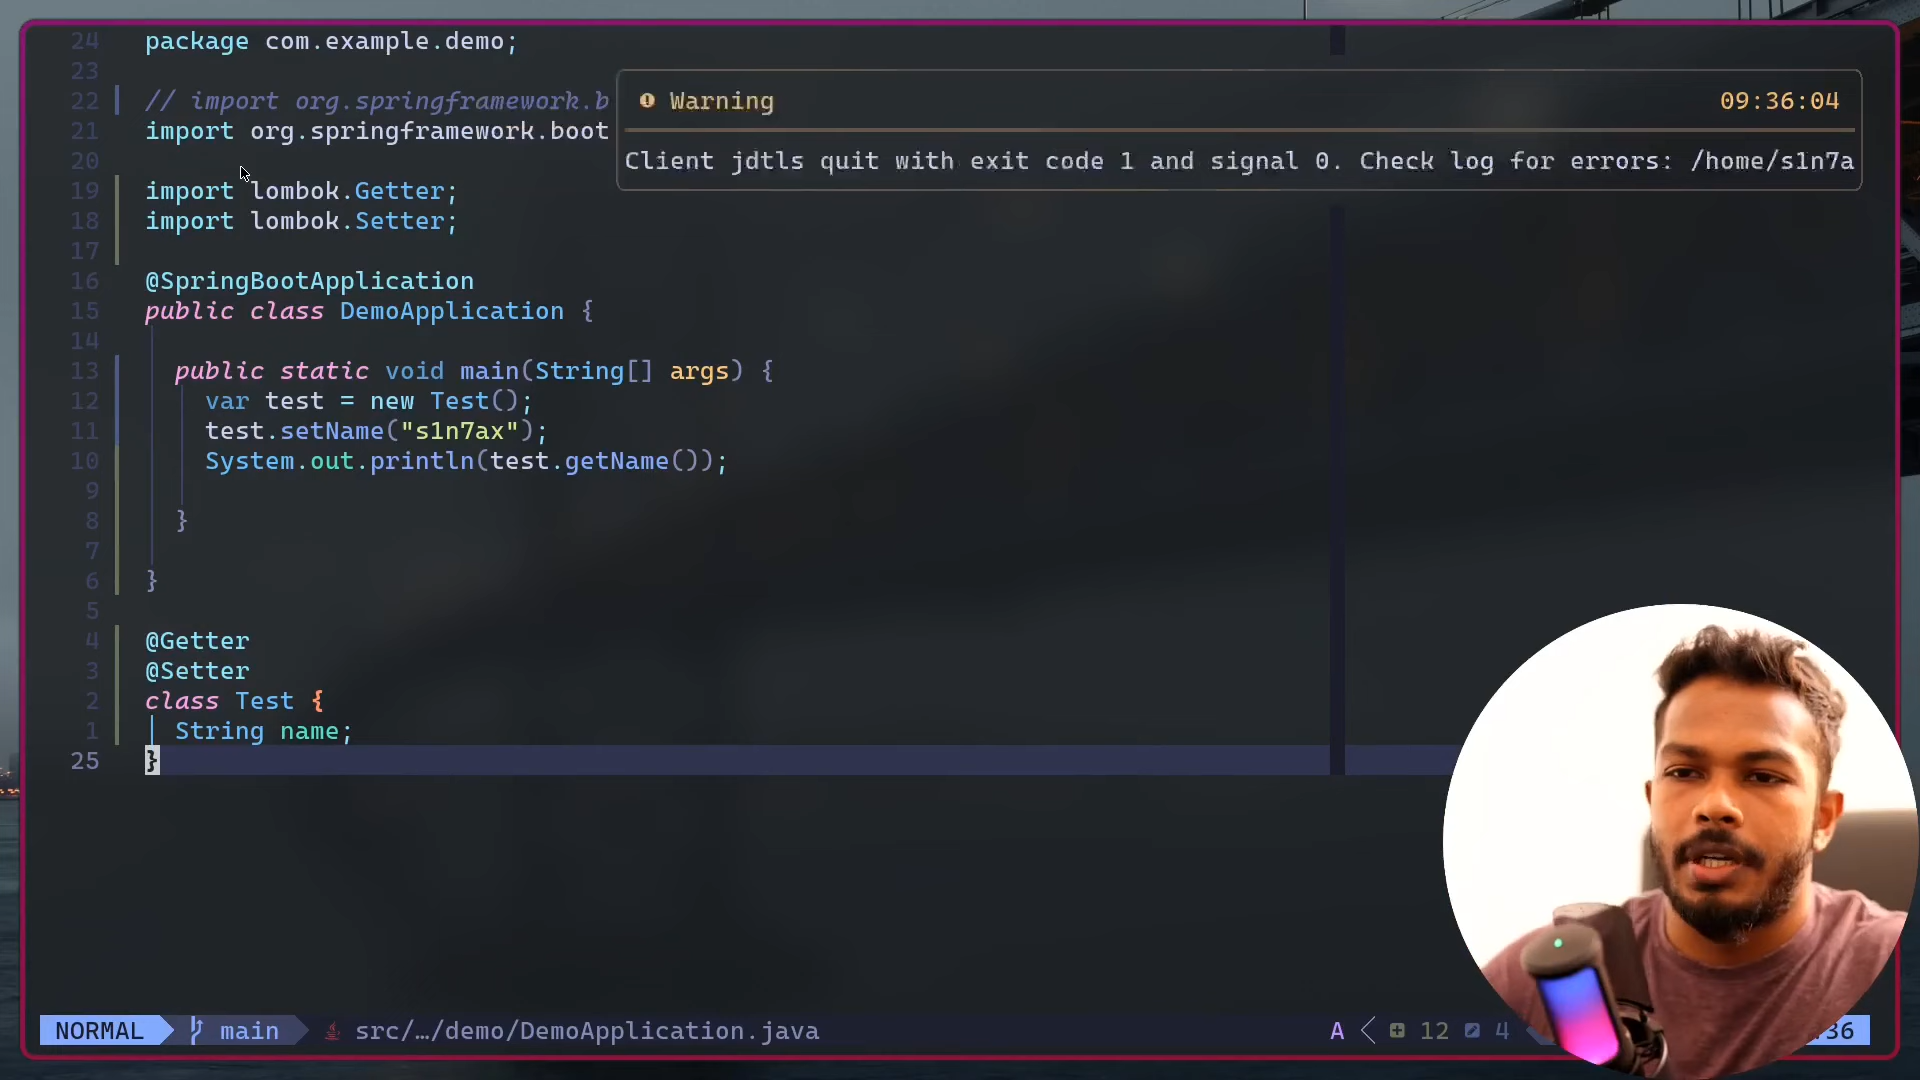 24 package com.example.demo;
23
22 // import org.springframework.b
21 import org.springframework.boot
20
19 import lombok.Getter;
18 import lombok.Setter;
17
16 @SpringBootApplication
15 public class DemoApplication {
14
13 public static void main(String[] args) {
12 var test = new Test();
11 test.setName("s1n7ax");
10 System.out.println(test.getName());
9
8 }
7
6 }
5
4 @Getter
3 @Setter
2 class Test {
1 String name;
25 }
Warning 09:36:04
Client jdtls quit with exit code 1 and signal 0. Check log for errors: /home/s1n7a
NORMAL main src/…/demo/DemoApplication.java A 12 4 36